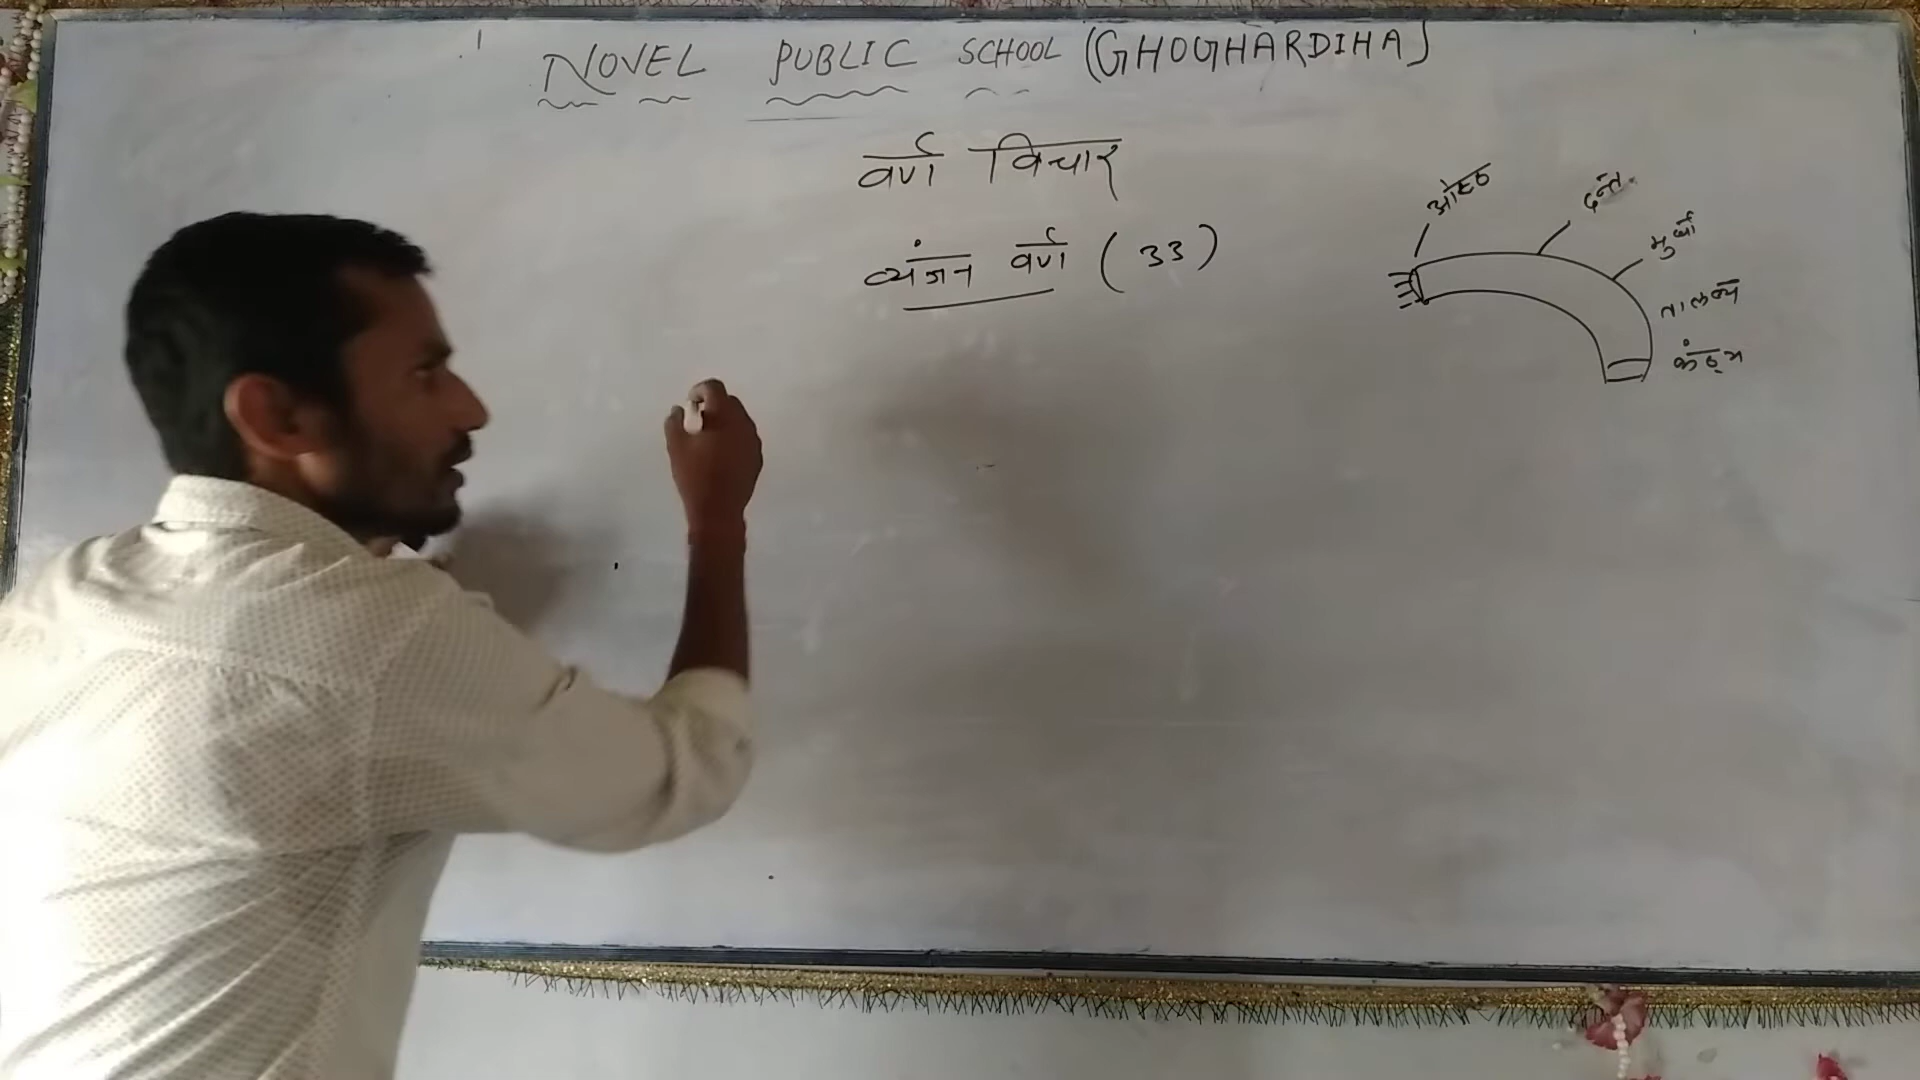 NOVEL PUBLIC SCHOOL (GHOGHARDIHA)
वर्ण विचार
व्यंजन वर्ण (33)
ओष्ठ
दन्त
मुर्धा
तालव्य
कंठ्य